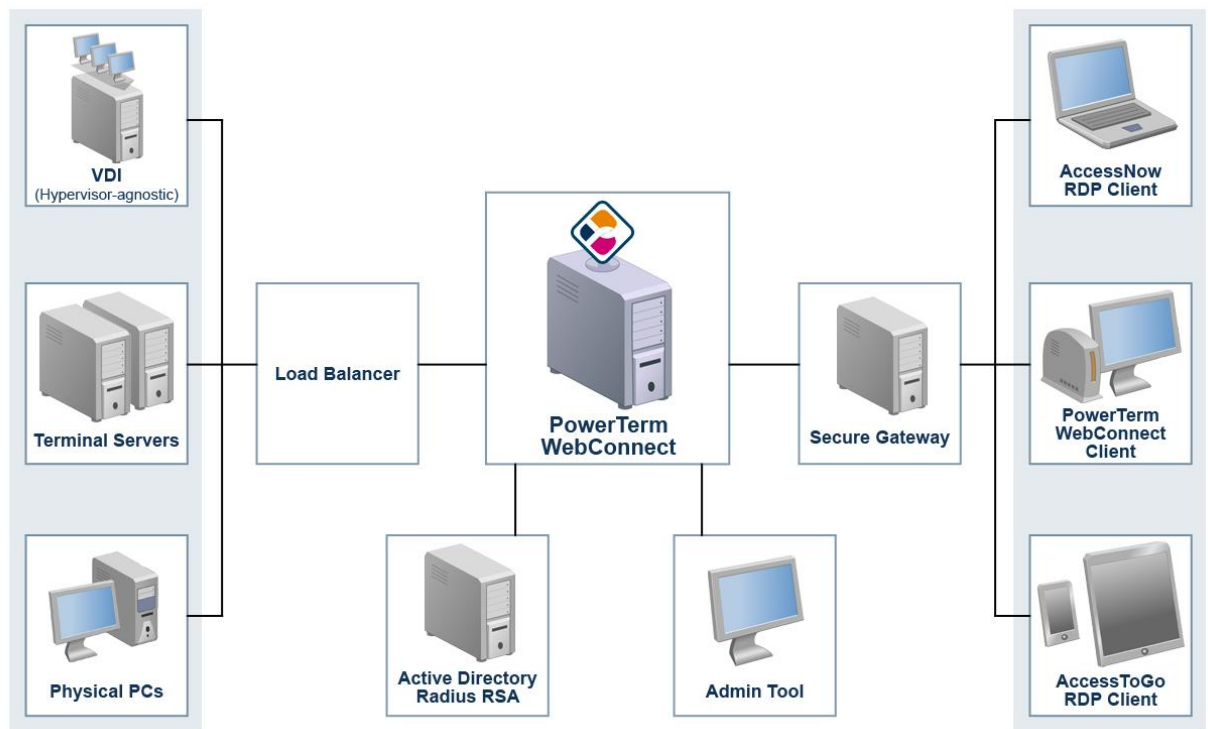 VDI
(Hypervisor-agnostic)
Terminal Servers
Physical PCs
Load Balancer
PowerTerm
WebConnect
Active Directory
Radius RSA
Admin Tool
Secure Gateway
AccessNow
RDP Client
PowerTerm
WebConnect
Client
AccessToGo
RDP Client